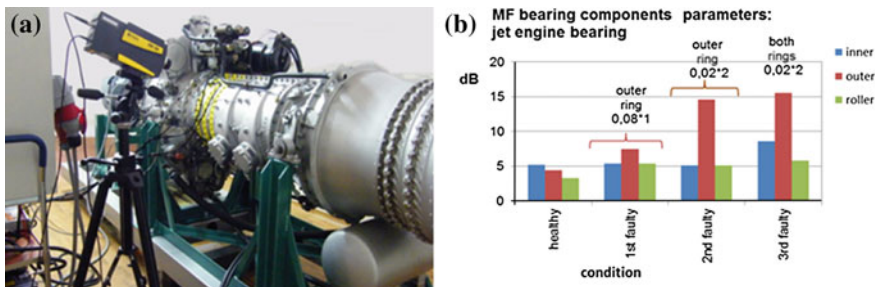 (a)
(b)
MF bearing components parameters:
jet engine bearing
dB
20
15
10
5
0
outer
ring
0,08*1
outer
ring
0,02*2
both
rings
0,02*2
inner
outer
roller
healthy
1st faulty
2nd faulty
3rd faulty
condition